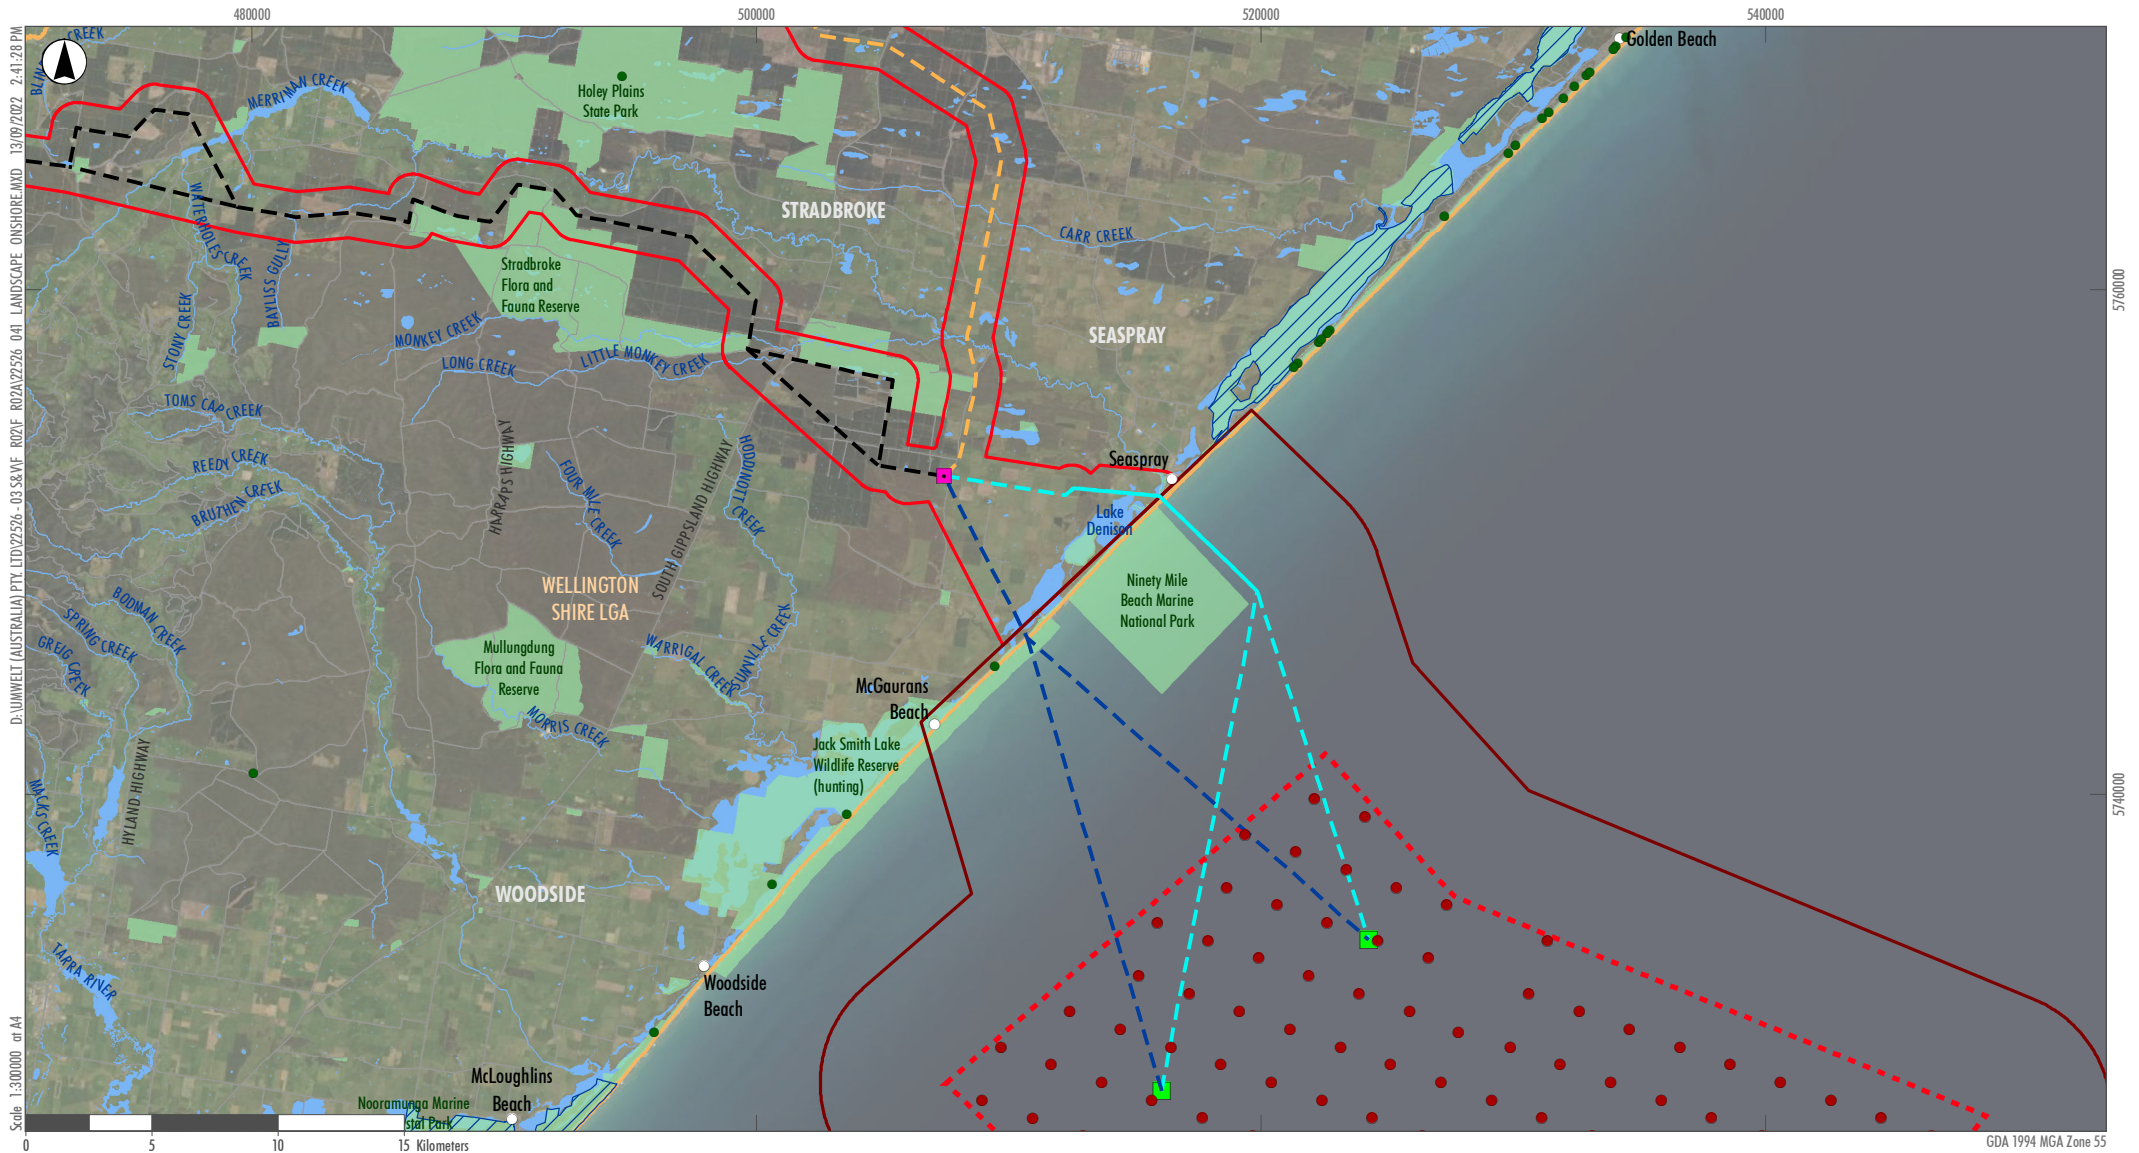 480000
500000
520000
540000
CREEK
Golden Beach
MERRIMAN CREEK
Holey Plains
State Park
STRADBROKE
CARR CREEK
WATERHOLES CREEK
BAYLISS GULLY
STONY CREEK
Stradbroke
Flora and
Fauna Reserve
5760000
MONKEY CREEK
LONG CREEK
LITTLE MONKEY CREEK
SEASPRAY
TOMS CAP CREEK
REEDY CREEK
BRUTHEN CREEK
HARRAPS HIGHWAY
FOUR MILE CREEK
SOUTH GIPPSLAND HIGHWAY
HODDINOTT CREEK
Seaspray
Lake
Denison
Ninety Mile
Beach Marine
National Park
WELLINGTON
SHIRE LGA
BODMAN CREEK
SPRING CREEK
GREIG CREEK
Mullungdung
Flora and Fauna
Reserve
WARRIGAL CREEK
SUNVILLE CREEK
MORRIS CREEK
McGaurans
Beach
Jack Smith Lake
Wildlife Reserve
(hunting)
HYLAND HIGHWAY
MACKS CREEK
5740000
WOODSIDE
TARRA RIVER
Woodside
Beach
McLoughlins
Beach
Nooramunga Marine
stal Park
0 5 10 15 Kilometers
GDA 1994 MGA Zone 55
Scale 1:300000 at A4
D:\UMWELT (AUSTRALIA) PTY. LTD\22526 - 03 S&V\F R02\F R02A\22526 041 LANDSCAPE ONSHORE.MXD 13/09/2022 2:41:28 PM